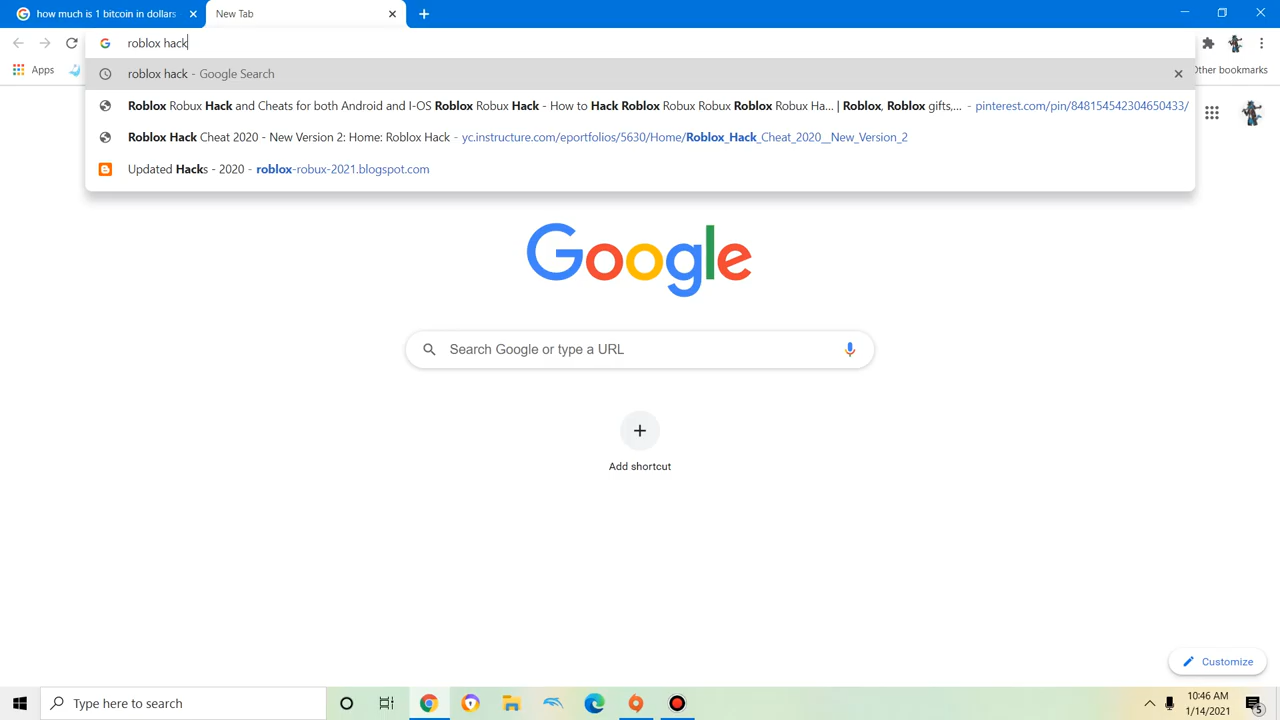 how much is 1 bitcoin in dollars
New Tab
roblox hack
Apps
Other bookmarks
roblox hack - Google Search
Roblox Robux Hack and Cheats for both Android and I-OS Roblox Robux Hack - How to Hack Roblox Robux Robux Roblox Robux Ha... | Roblox, Roblox gifts,... - pinterest.com/pin/848154542304650433/
Roblox Hack Cheat 2020 - New Version 2: Home: Roblox Hack - yc.instructure.com/eportfolios/5630/Home/Roblox_Hack_Cheat_2020__New_Version_2
Updated Hacks - 2020 - roblox-robux-2021.blogspot.com
Google
Search Google or type a URL
Add shortcut
Customize
Type here to search
10:46 AM
1/14/2021
5